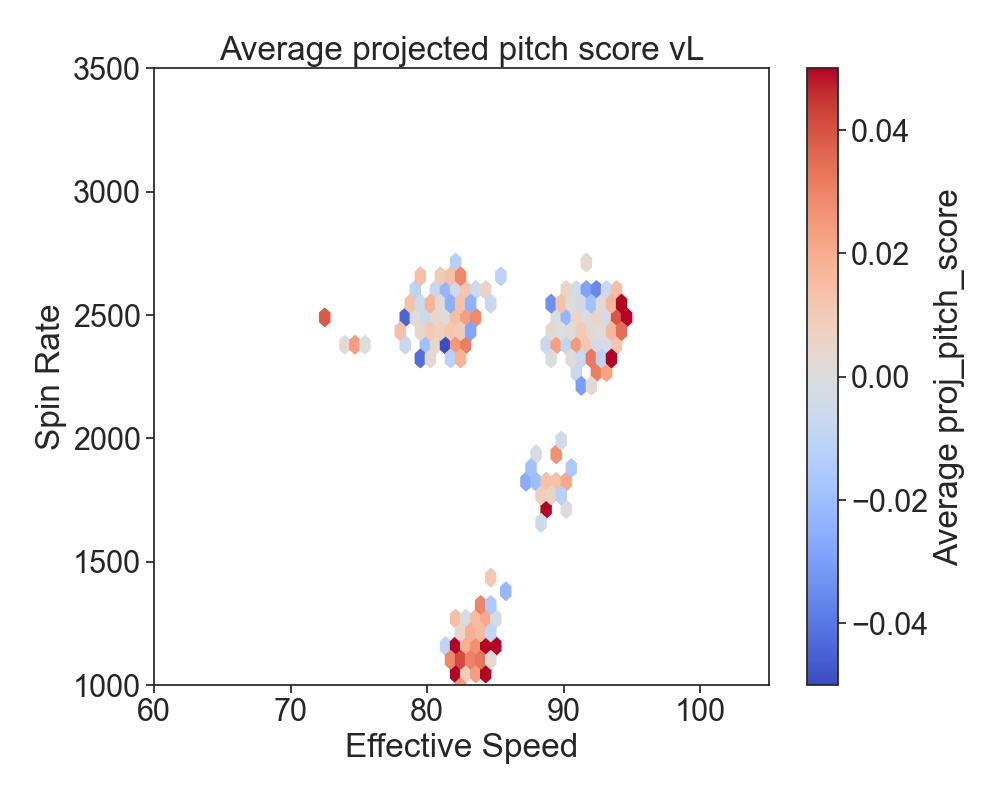 Average projected pitch score vL
3500
3000
2500
2000
1500
1000
Spin Rate
60 70 80 90 100
Effective Speed
0.04
0.02
0.00
−0.02
−0.04
Average proj_pitch_score